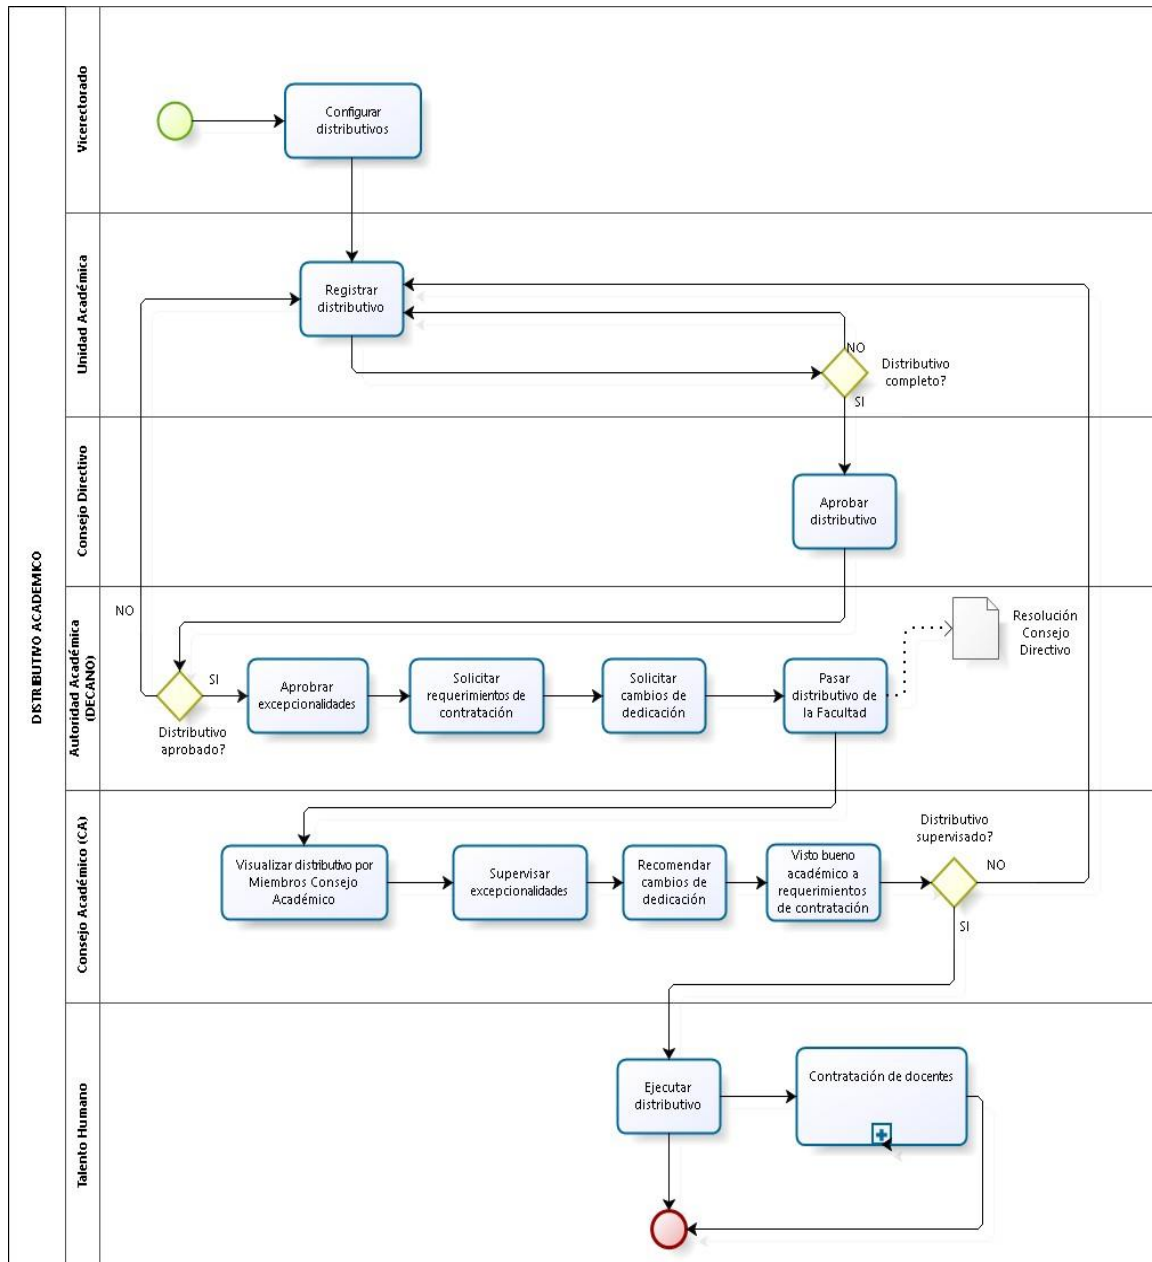 DISTRIBUTIVO ACADEMICO
Vicerectorado
Configurar
distributivos
Unidad Académica
Registrar
distributivo
NO
Distributivo
completo?
SI
Consejo Directivo
Aprobar
distributivo
Autoridad Académica
(DECANO)
NO
SI
Distributivo
aprobado?
Aprobrar
excepcionalidades
Solicitar
requerimientos de
contratación
Solicitar
cambios de
dedicación
Pasar
distributivo de
la Facultad
Resolución
Consejo
Directivo
Consejo Académico (CA)
Visualizar distributivo por
Miembros Consejo
Académico
Supervisar
excepcionalidades
Recomendar
cambios de
dedicación
Visto bueno
académico a
requerimientos
de contratación
Distributivo
supervisado?
NO
SI
Talento Humano
Ejecutar
distributivo
Contratación de docentes